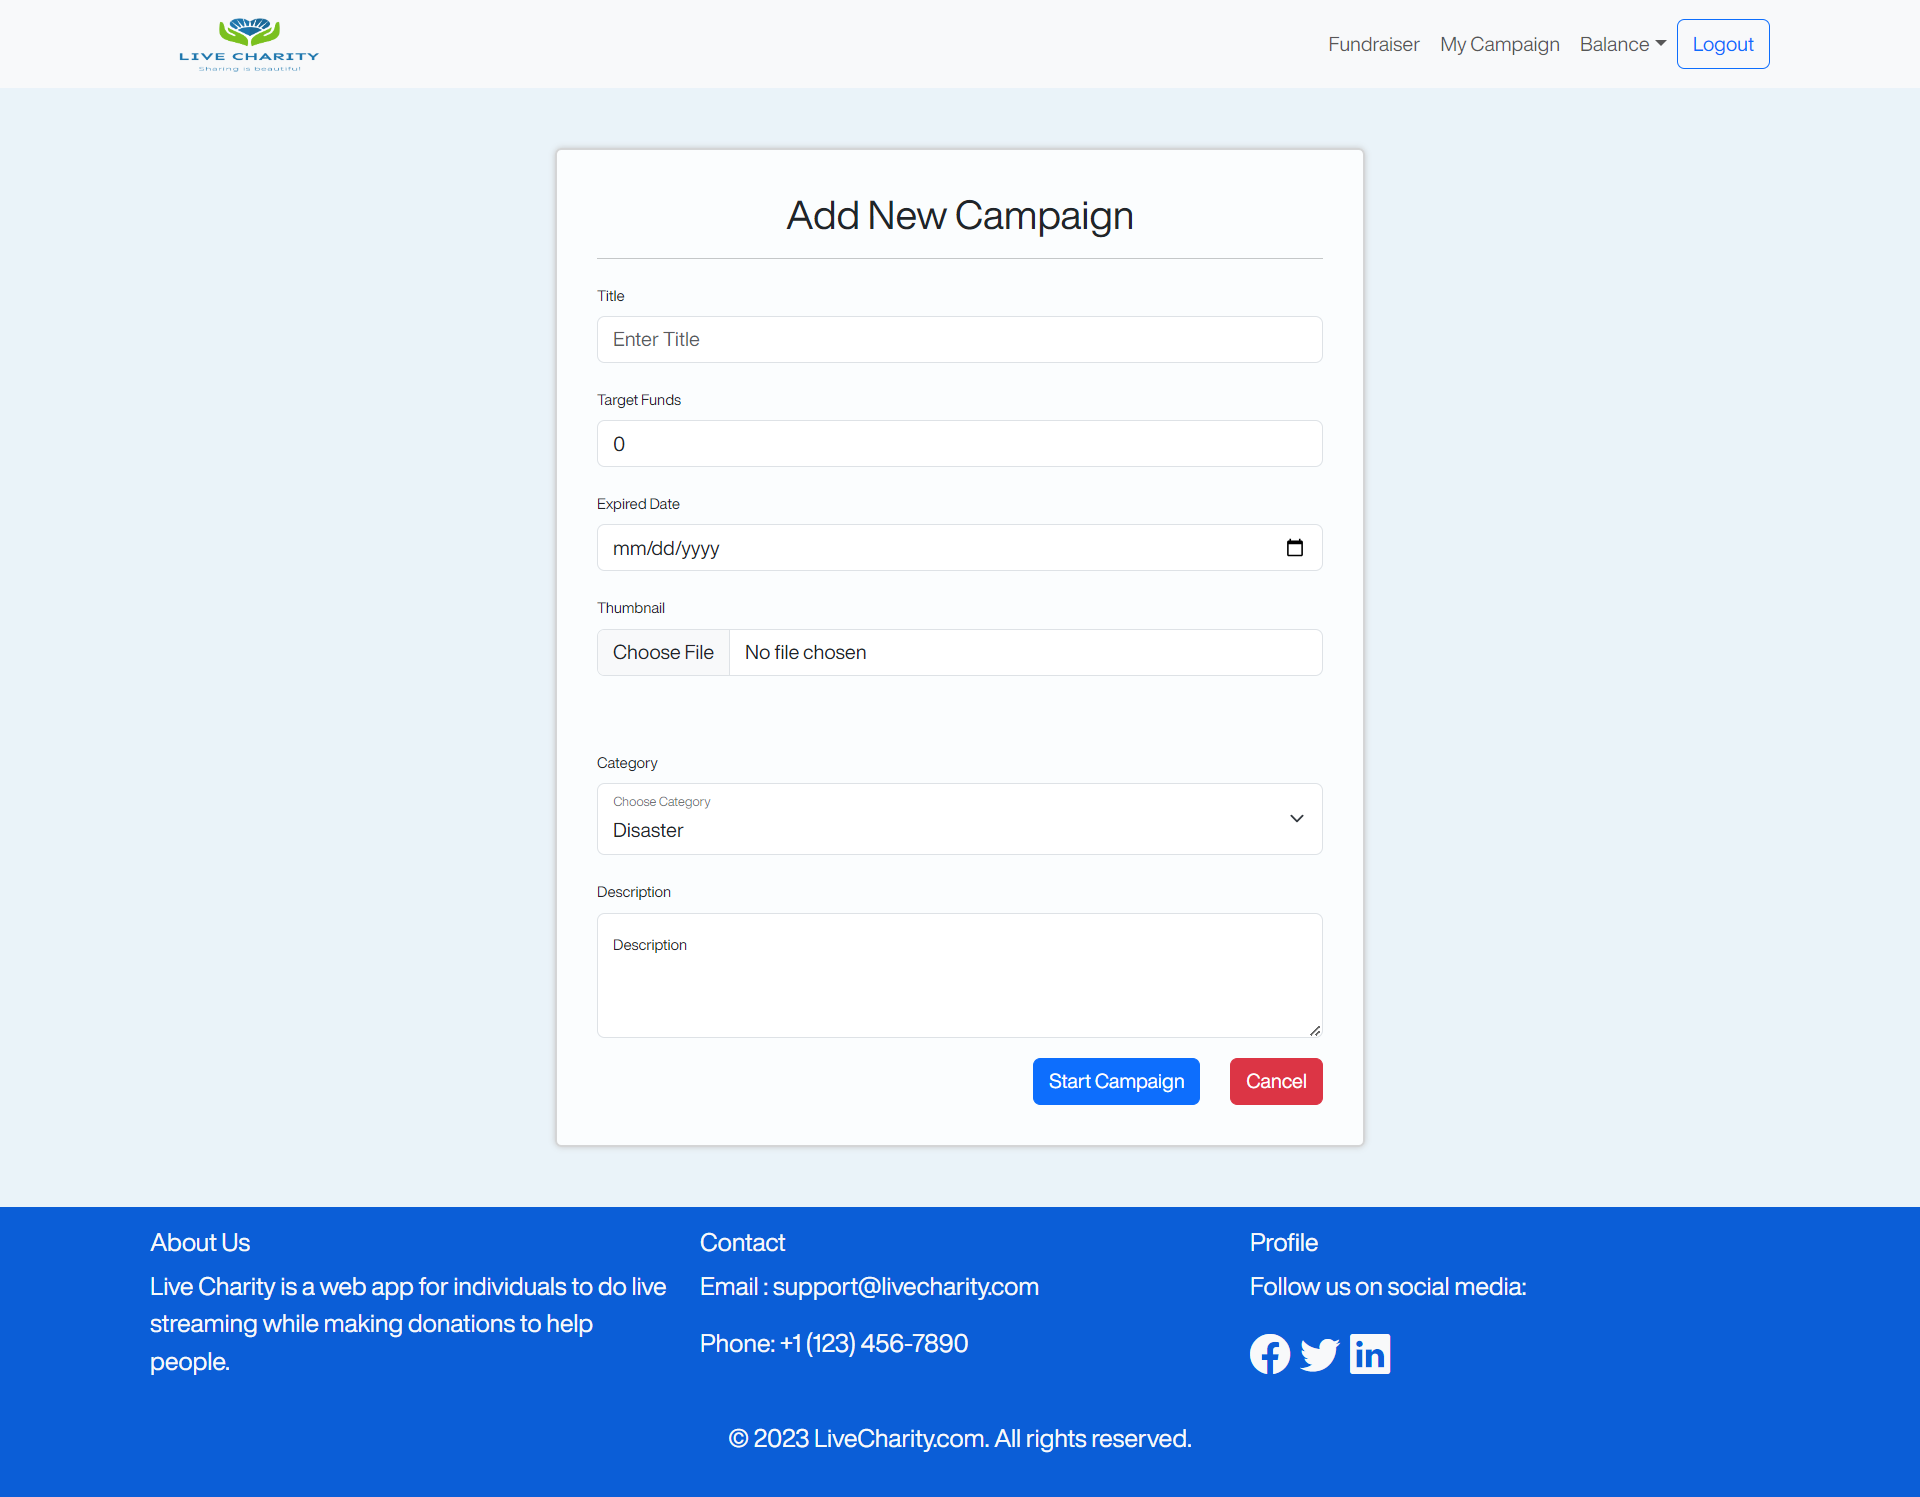 LIVE CHARITY
Sharing is beautiful
Fundraiser My Campaign Balance Logout
Add New Campaign
Title
Enter Title
Target Funds
0
Expired Date
mm/dd/yyyy
Thumbnail
Choose File No file chosen
Category
Choose Category
Disaster
Description
Description
Start Campaign Cancel
About Us
Live Charity is a web app for individuals to do live
streaming while making donations to help
people.
Contact
Email : support@livecharity.com
Phone: +1 (123) 456-7890
Profile
Follow us on social media:
© 2023 LiveCharity.com. All rights reserved.